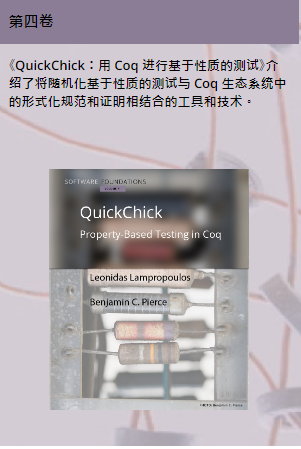 第四卷
《QuickChick：用 Coq 进行基于性质的测试》介
绍了将随机化基于性质的测试与 Coq 生态系统中
的形式化规范和证明相结合的工具和技术。
SOFTWARE FOUNDATIONS
QuickChick
Property-Based Testing in Coq
Leonidas Lampropoulos
Benjamin C. Pierce